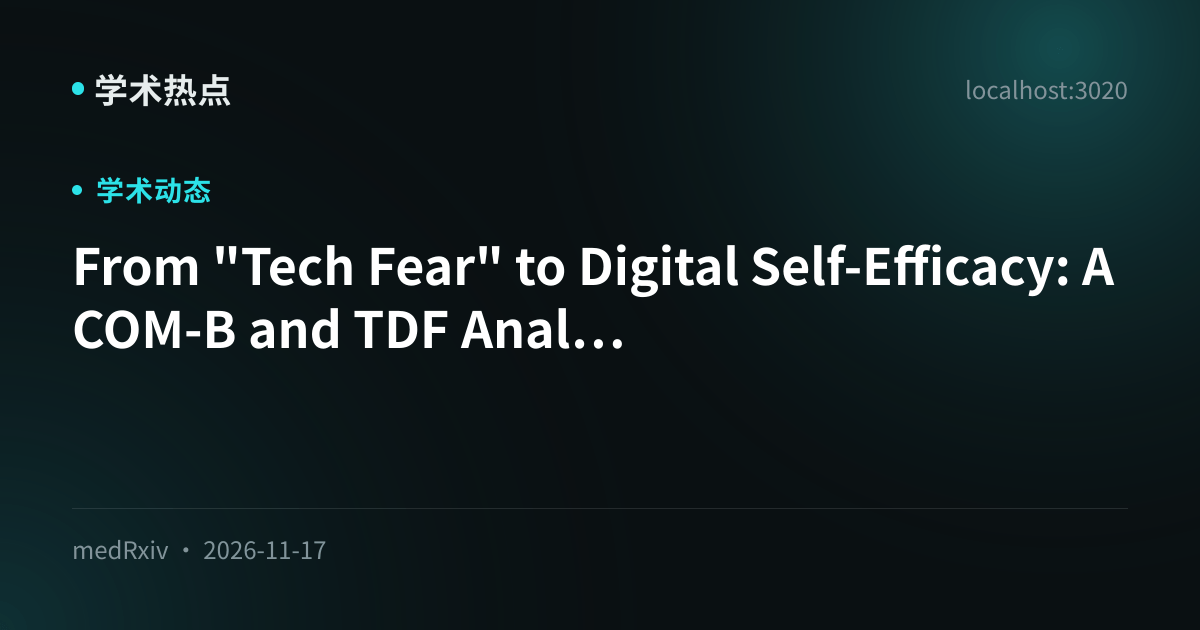 学术热点
localhost:3020
学术动态
From "Tech Fear" to Digital Self-Efficacy: A
COM-B and TDF Anal…
medRxiv • 2026-11-17